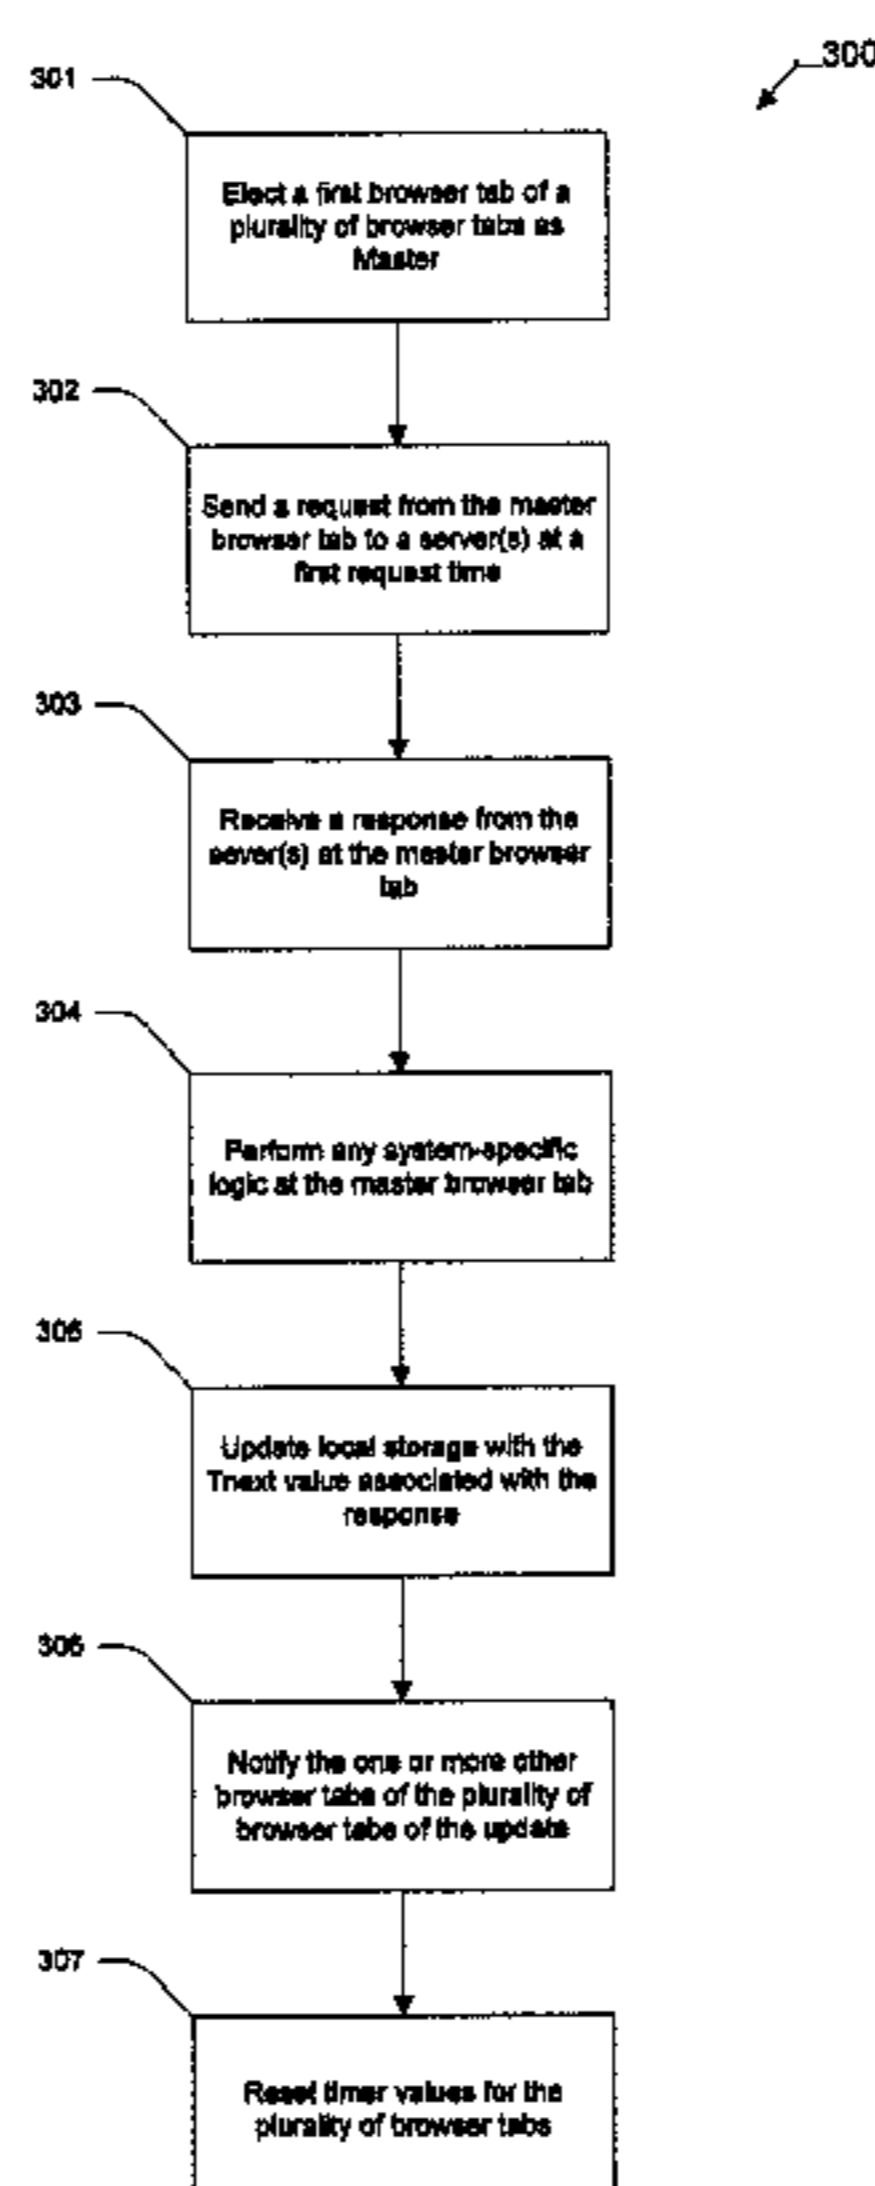 300
301
Elect a first browser tab of a
plurality of browser tabs as
Master
302
Send a request from the master
browser tab to a server(s) at a
first request time
303
Receive a response from the
sever(s) at the master browser
tab
304
Perform any system-specific
logic at the master browser tab
305
Update local storage with the
Tnext value associated with the
response
306
Notify the one or more other
browser tabs of the plurality of
browser tabs of the update
307
Reset timer values for the
plurality of browser tabs